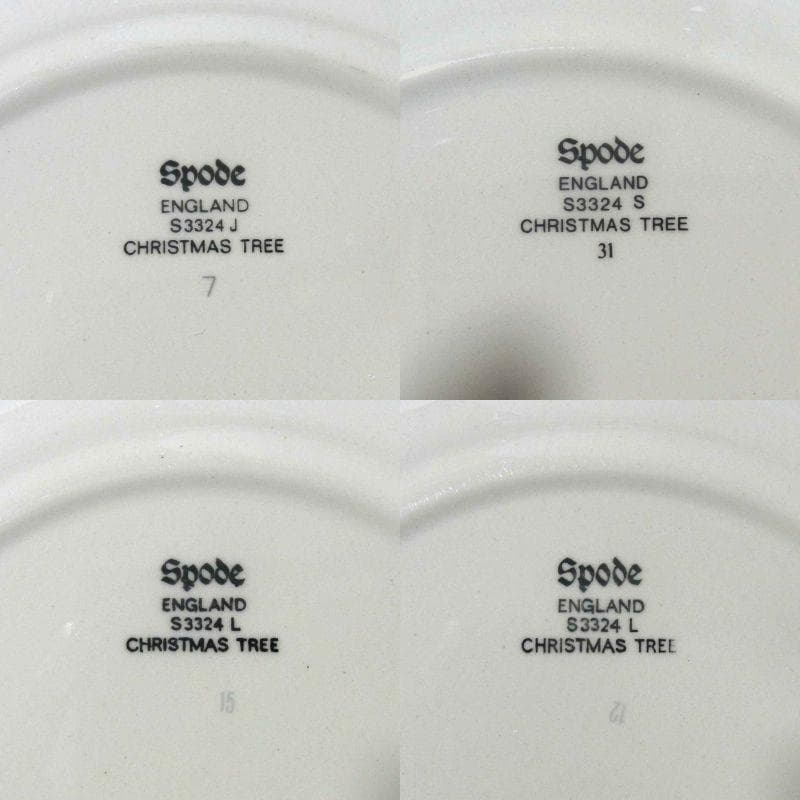 Spode
ENGLAND
S3324 J
CHRISTMAS TREE
7
Spode
ENGLAND
S3324 S
CHRISTMAS TREE
31
Spode
ENGLAND
S3324 L
CHRISTMAS TREE
15
Spode
ENGLAND
S3324 L
CHRISTMAS TREE
12